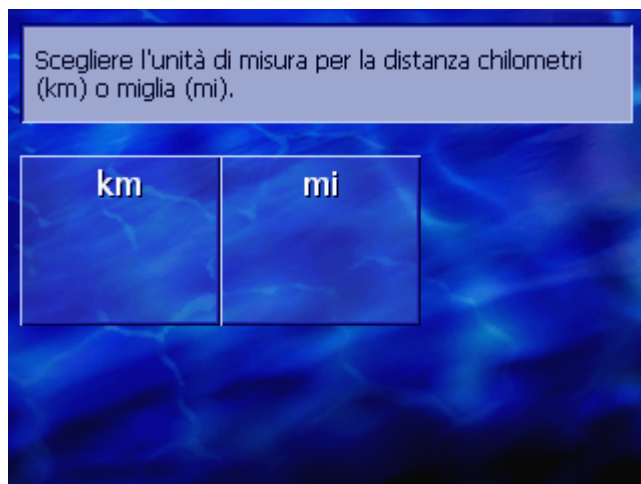 Scegliere l'unità di misura per la distanza chilometri
(km) o miglia (mi).
km mi